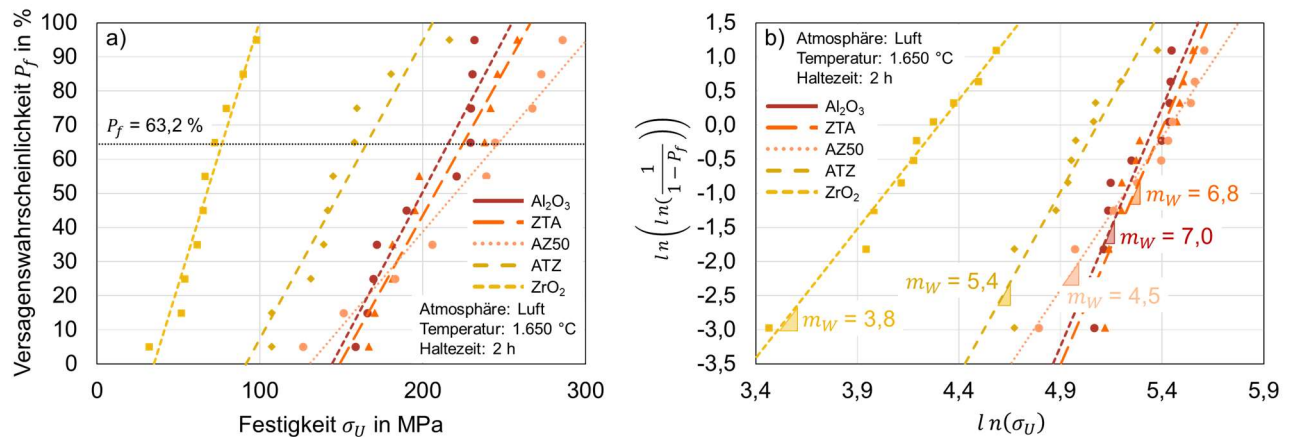 a)
Versagenswahrscheinlichkeit P_f in %
100
90
80
70
60
50
40
30
20
10
0
P_f = 63,2 %
Al₂O₃
ZTA
AZ50
ATZ
ZrO₂
Atmosphäre: Luft
Temperatur: 1.650 °C
Haltezeit: 2 h
0 100 200 300
Festigkeit σ_U in MPa
b)
ln(ln(1/(1 − P_f)))
1,5
1,0
0,5
0,0
-0,5
-1,0
-1,5
-2,0
-2,5
-3,0
-3,5
Atmosphäre: Luft
Temperatur: 1.650 °C
Haltezeit: 2 h
Al₂O₃
ZTA
AZ50
ATZ
ZrO₂
m_W = 6,8
m_W = 7,0
m_W = 5,4
m_W = 4,5
m_W = 3,8
3,4 3,9 4,4 4,9 5,4 5,9
ln(σ_U)